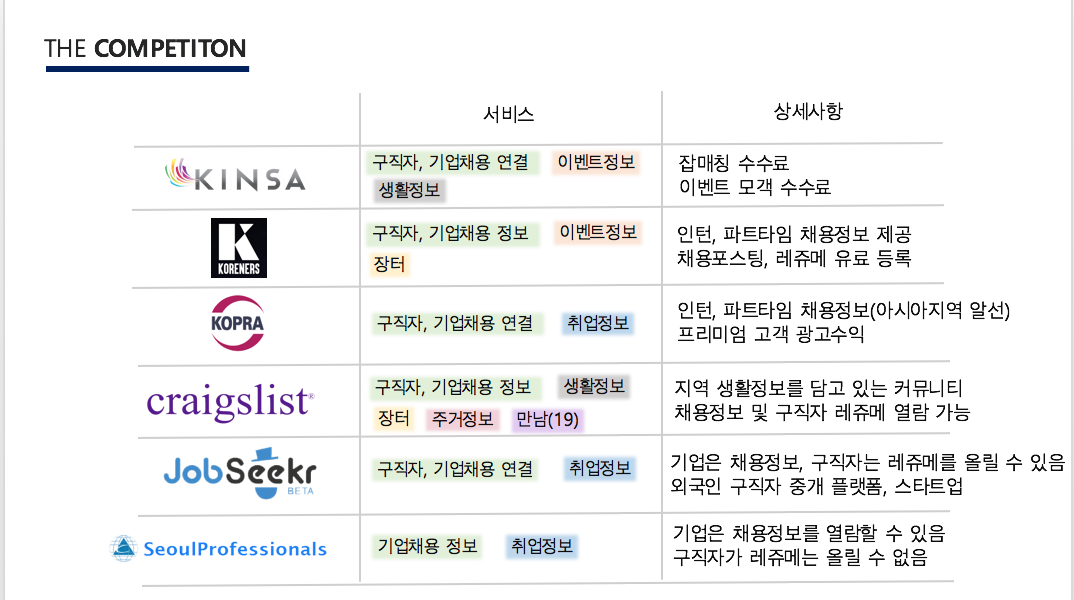 THE COMPETITON
서비스
상세사항
KINSA
구직자, 기업채용 연결 이벤트정보
생활정보
잡매칭 수수료
이벤트 모객 수수료
K
KORENERS
구직자, 기업채용 정보 이벤트정보
장터
인턴, 파트타임 채용정보 제공
채용포스팅, 레쥬메 유료 등록
KOPRA
구직자, 기업채용 연결 취업정보
인턴, 파트타임 채용정보(아시아지역 알선)
프리미엄 고객 광고수익
craigslist®
구직자, 기업채용 정보 생활정보
장터 주거정보 만남(19)
지역 생활정보를 담고 있는 커뮤니티
채용정보 및 구직자 레쥬메 열람 가능
JobSeekr
BETA
구직자, 기업채용 연결 취업정보
기업은 채용정보, 구직자는 레쥬메를 올릴 수 있음
외국인 구직자 중개 플랫폼, 스타트업
SeoulProfessionals
기업채용 정보 취업정보
기업은 채용정보를 열람할 수 있음
구직자가 레쥬메는 올릴 수 없음